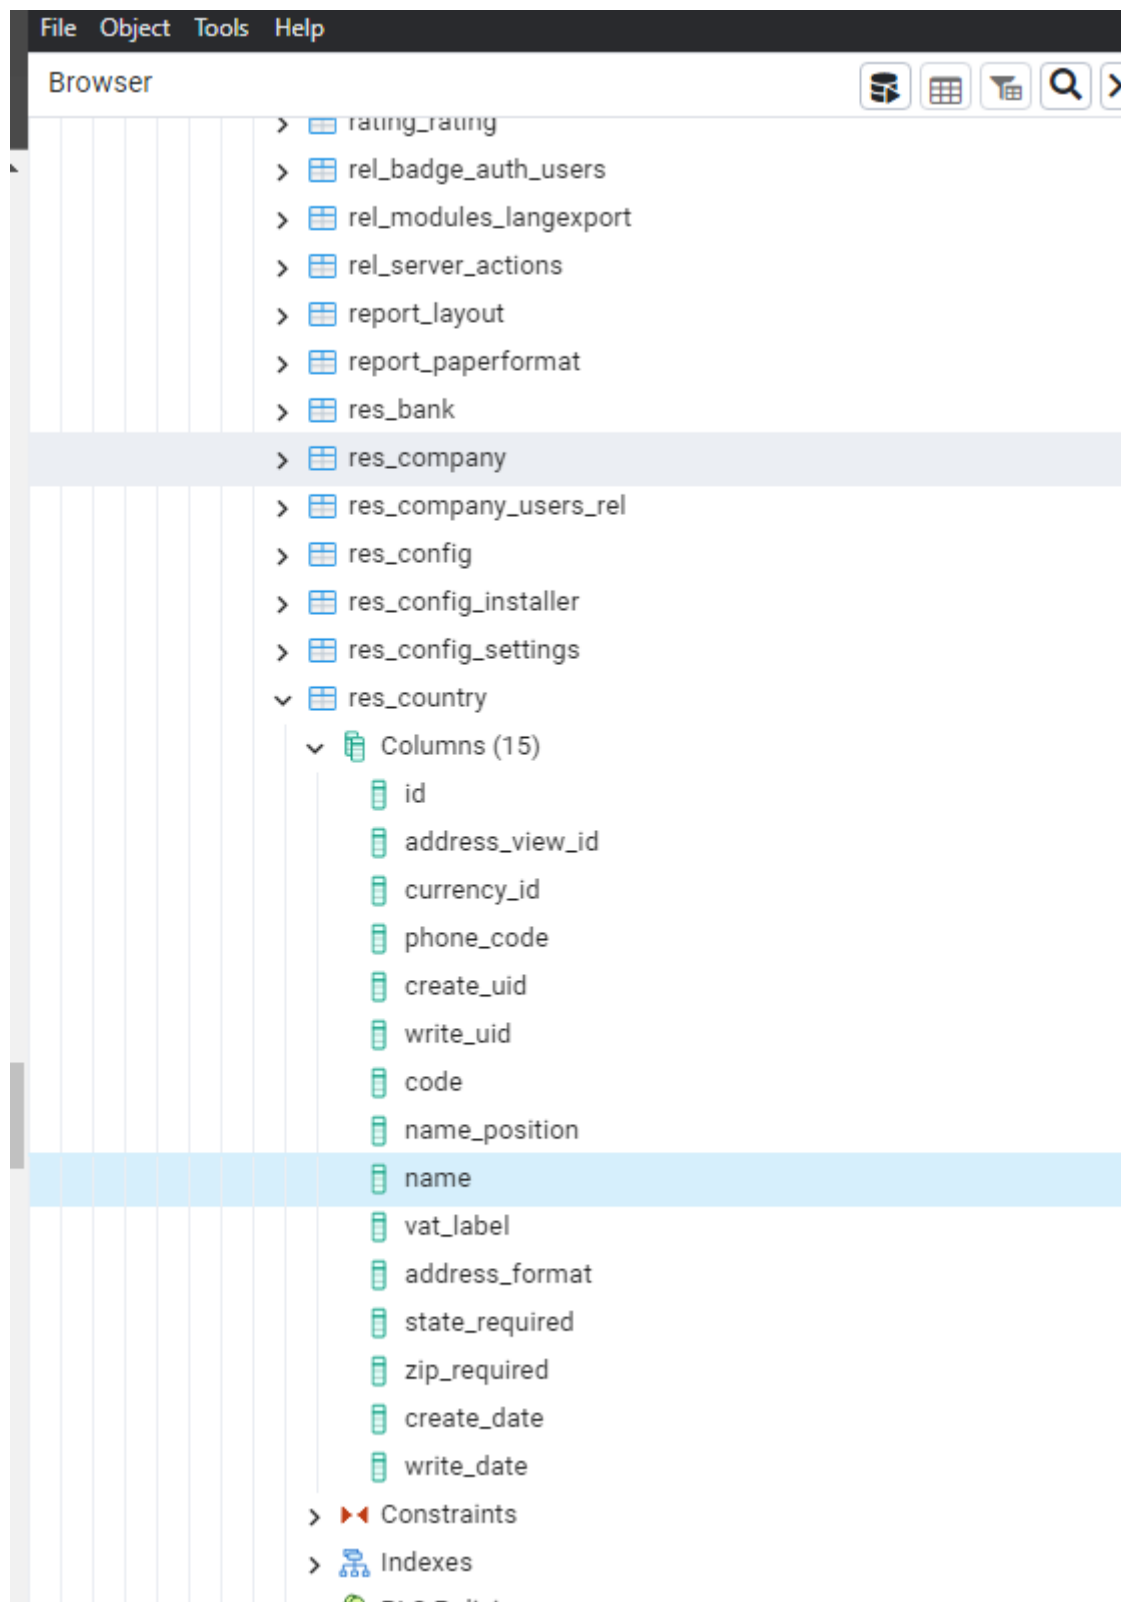 File Object Tools Help
Browser
rating_rating
rel_badge_auth_users
rel_modules_langexport
rel_server_actions
report_layout
report_paperformat
res_bank
res_company
res_company_users_rel
res_config
res_config_installer
res_config_settings
res_country
Columns (15)
id
address_view_id
currency_id
phone_code
create_uid
write_uid
code
name_position
name
vat_label
address_format
state_required
zip_required
create_date
write_date
Constraints
Indexes